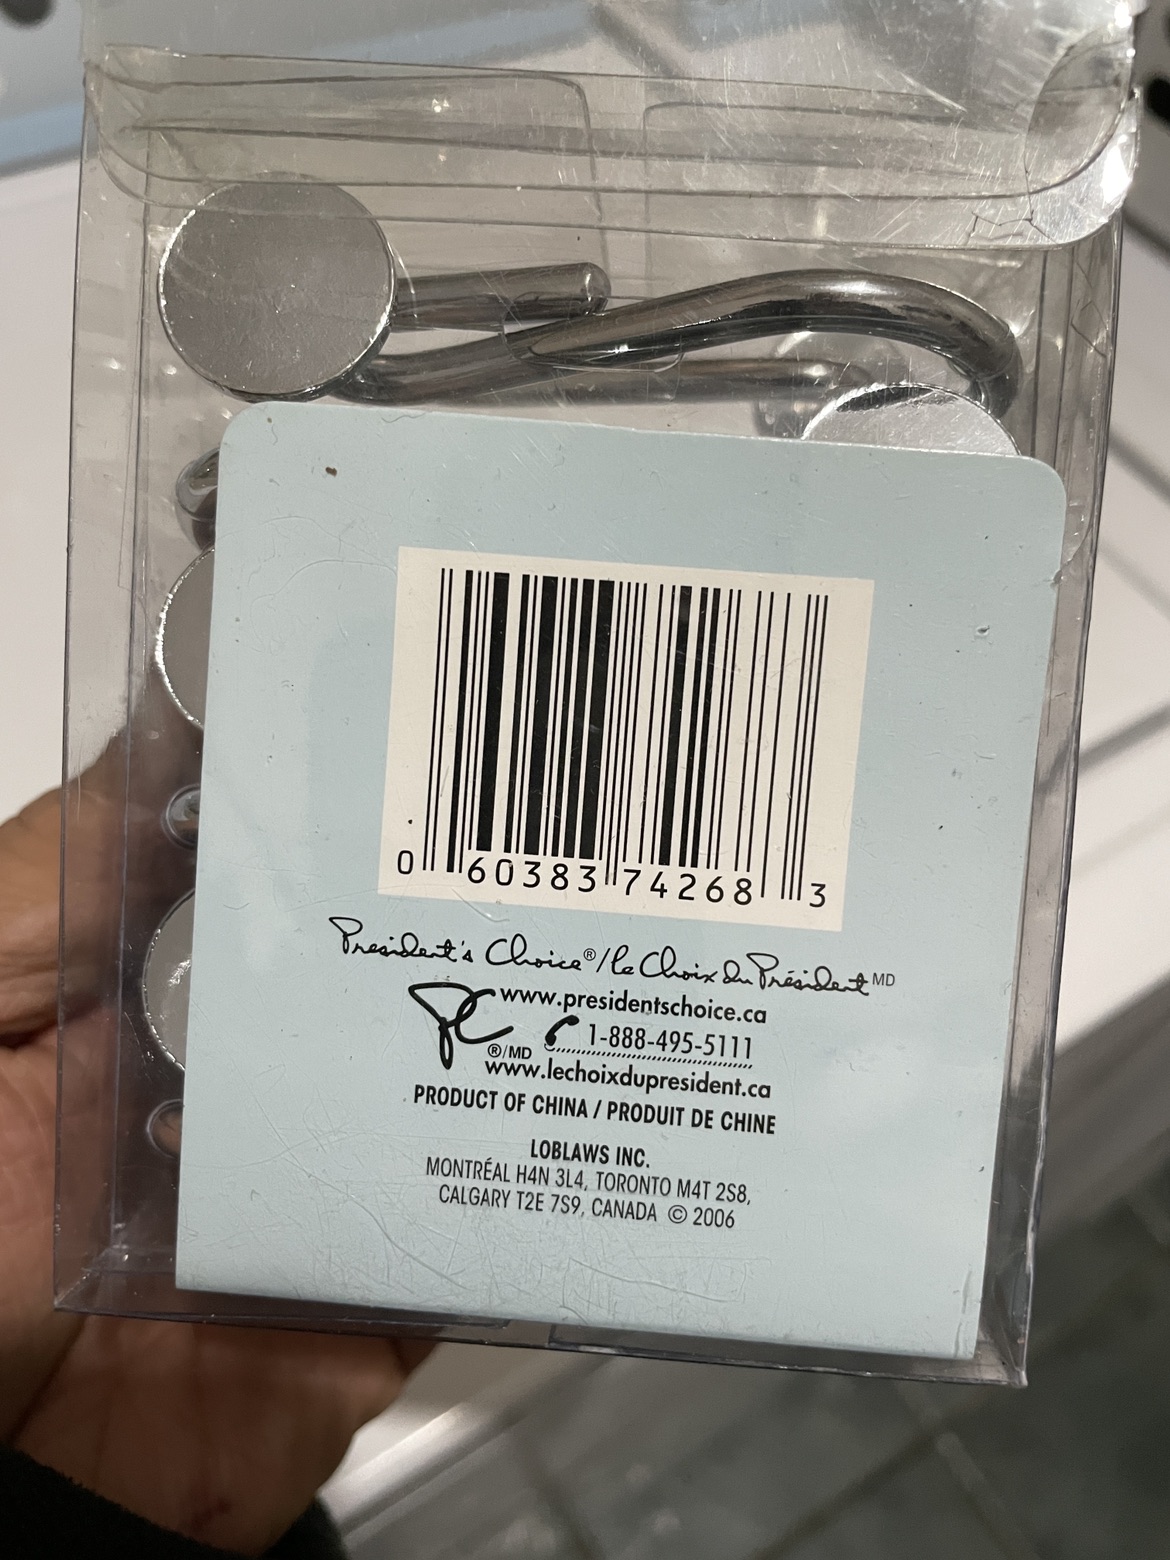 0 60383 74268 3
President's Choice®/le Choix du Président MD
PC ®/MD
www.presidentschoice.ca
1-888-495-5111
www.lechoixdupresident.ca
PRODUCT OF CHINA / PRODUIT DE CHINE
LOBLAWS INC.
MONTRÉAL H4N 3L4, TORONTO M4T 2S8,
CALGARY T2E 7S9, CANADA © 2006